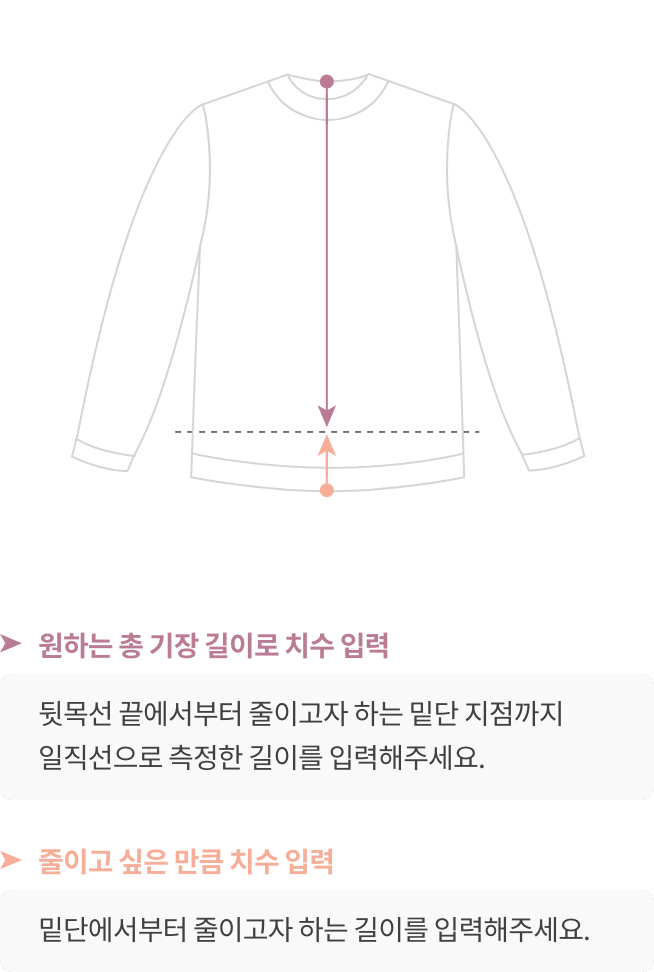 원하는 총 기장 길이로 치수 입력
뒷목선 끝에서부터 줄이고자 하는 밑단 지점까지
일직선으로 측정한 길이를 입력해주세요.
줄이고 싶은 만큼 치수 입력
밑단에서부터 줄이고자 하는 길이를 입력해주세요.